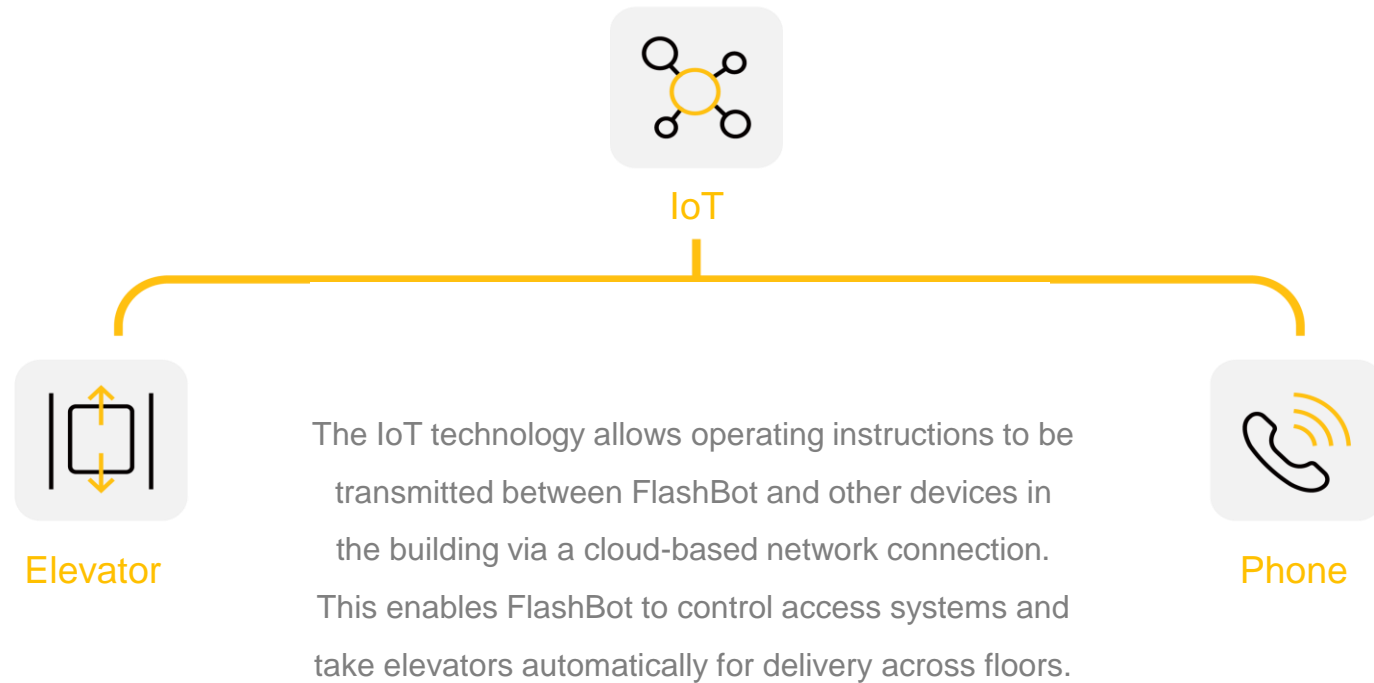 IoT
Elevator
The IoT technology allows operating instructions to be
transmitted between FlashBot and other devices in
the building via a cloud-based network connection.
This enables FlashBot to control access systems and
take elevators automatically for delivery across floors.
Phone